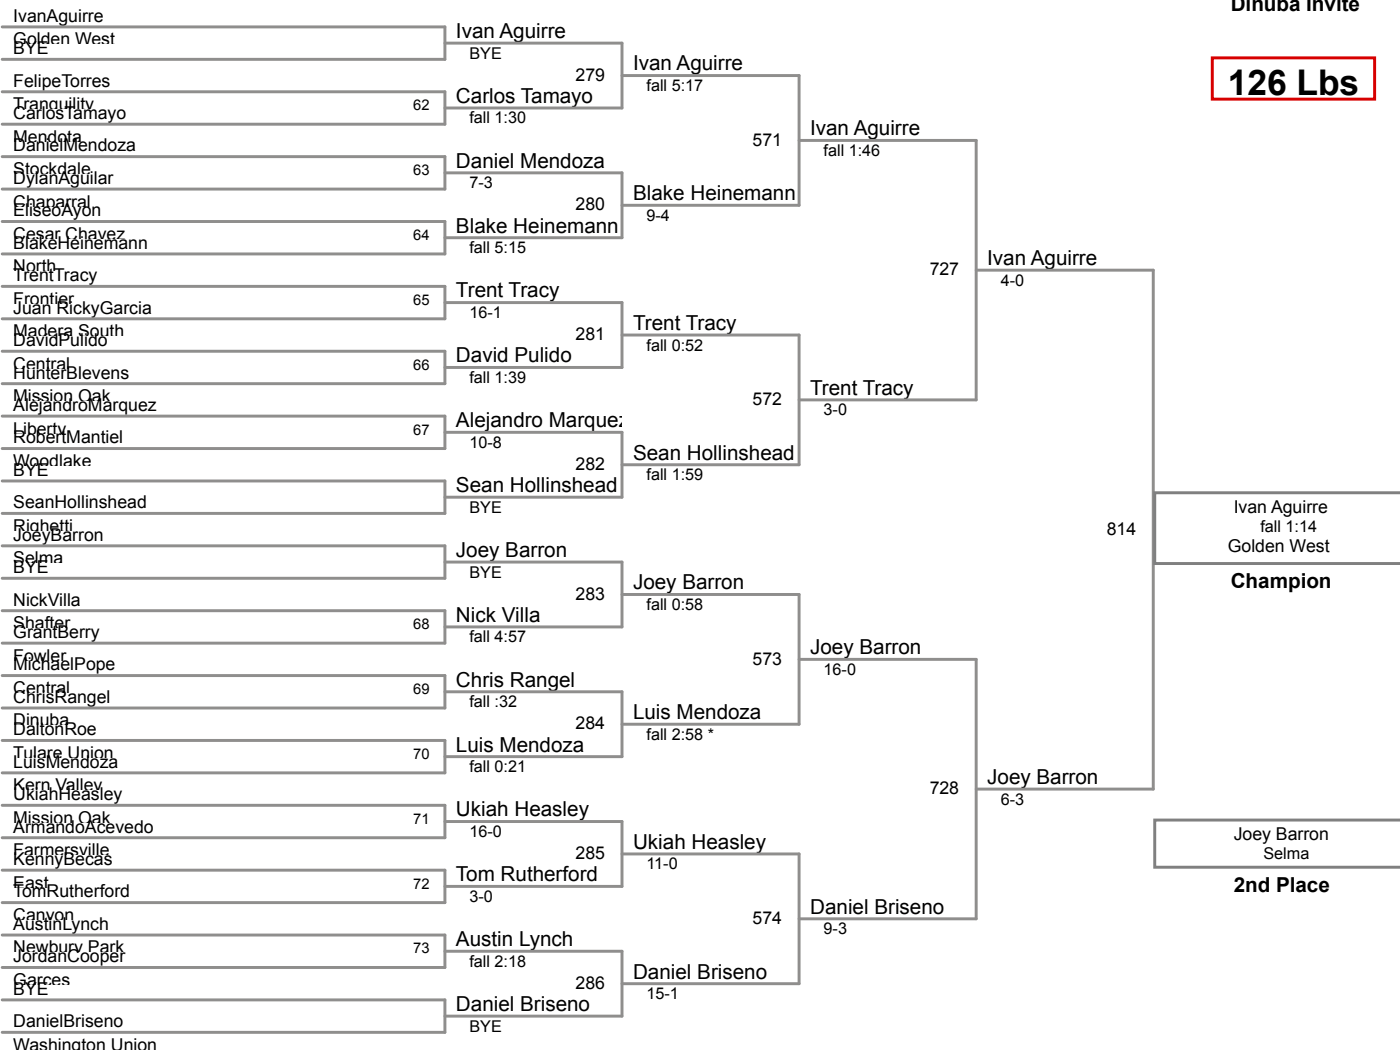 Dinuba Invite
126 Lbs
IvanAguirre
Golden West
BYE
FelipeTorres
Tranquility
CarlosTamayo
Mendota
DanielMendoza
Stockdale
DylanAguilar
Chaparral
EliseoAyon
Cesar Chavez
BlakeHeinemann
North
TrentTracy
Frontier
Juan RickyGarcia
Madera South
DavidPulido
Central
HunterBlevens
Mission Oak
AlejandroMarquez
Liberty
RobertMantiel
Woodlake
BYE
SeanHollinshead
Righetti
JoeyBarron
Selma
BYE
NickVilla
Shafter
GrantBerry
Fowler
MichaelPope
Central
ChrisRangel
Dinuba
DaltonRoe
Tulare Union
LuisMendoza
Kern Valley
UkiahHeasley
Mission Oak
ArmandoAcevedo
Farmersville
KennyBecas
East
TomRutherford
Canyon
AustinLynch
Newbury Park
JordanCooper
Garces
BYE
DanielBriseno
Washington Union
62
63
64
65
66
67
68
69
70
71
72
73
Ivan Aguirre
BYE
279
Carlos Tamayo
fall 1:30
Daniel Mendoza
7-3
280
Blake Heinemann
fall 5:15
Trent Tracy
16-1
281
David Pulido
fall 1:39
Alejandro Marquez
10-8
282
Sean Hollinshead
BYE
Joey Barron
BYE
283
Nick Villa
fall 4:57
Chris Rangel
fall :32
284
Luis Mendoza
fall 0:21
Ukiah Heasley
16-0
285
Tom Rutherford
3-0
Austin Lynch
fall 2:18
286
Daniel Briseno
BYE
Ivan Aguirre
fall 5:17
571
Blake Heinemann
9-4
Trent Tracy
fall 0:52
572
Sean Hollinshead
fall 1:59
Joey Barron
fall 0:58
573
Luis Mendoza
fall 2:58 *
Ukiah Heasley
11-0
574
Daniel Briseno
15-1
Ivan Aguirre
fall 1:46
727
Trent Tracy
3-0
Joey Barron
16-0
728
Daniel Briseno
9-3
Ivan Aguirre
4-0
814
Joey Barron
6-3
Ivan Aguirre
fall 1:14
Golden West
Champion
Joey Barron
Selma
2nd Place